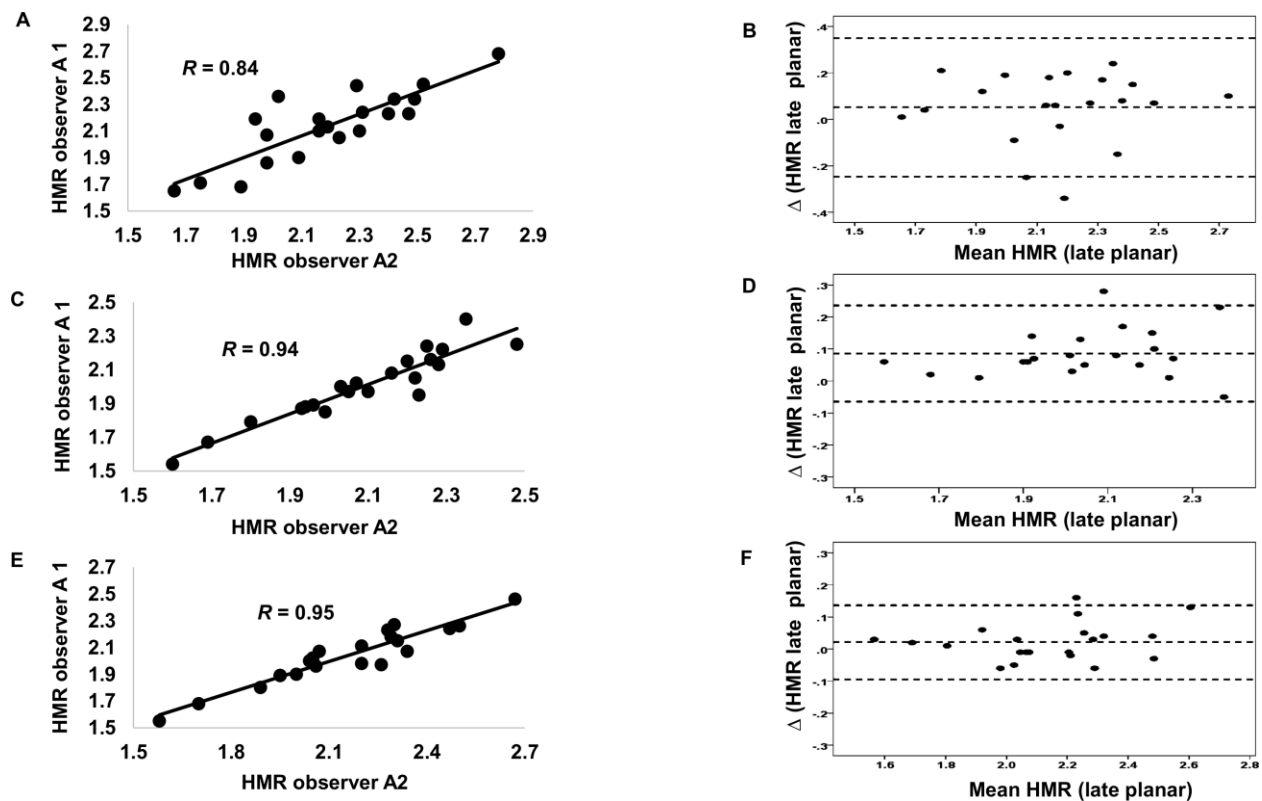 A
HMR observer A 1
2.9
2.7
2.5
2.3
2.1
1.9
1.7
1.5
R = 0.84
1.5 1.7 1.9 2.1 2.3 2.5 2.7 2.9
HMR observer A2
B
Δ (HMR late planar)
.4
.2
.0
-.2
-.4
1.5 1.7 1.9 2.1 2.3 2.5 2.7
Mean HMR (late planar)
C
HMR observer A 1
2.5
2.3
2.1
1.9
1.7
1.5
R = 0.94
1.5 1.7 1.9 2.1 2.3 2.5
HMR observer A2
D
Δ (HMR late planar)
.3
.2
.1
.0
-.1
-.3
1.5 1.7 1.9 2.1 2.3
Mean HMR (late planar)
E
HMR observer A 1
2.7
2.5
2.3
2.1
1.9
1.7
1.5
R = 0.95
1.5 1.8 2.1 2.4 2.7
HMR observer A2
F
Δ (HMR late planar)
.3
.2
.1
.0
-.1
-.3
1.6 1.8 2.0 2.2 2.4 2.6 2.8
Mean HMR (late planar)